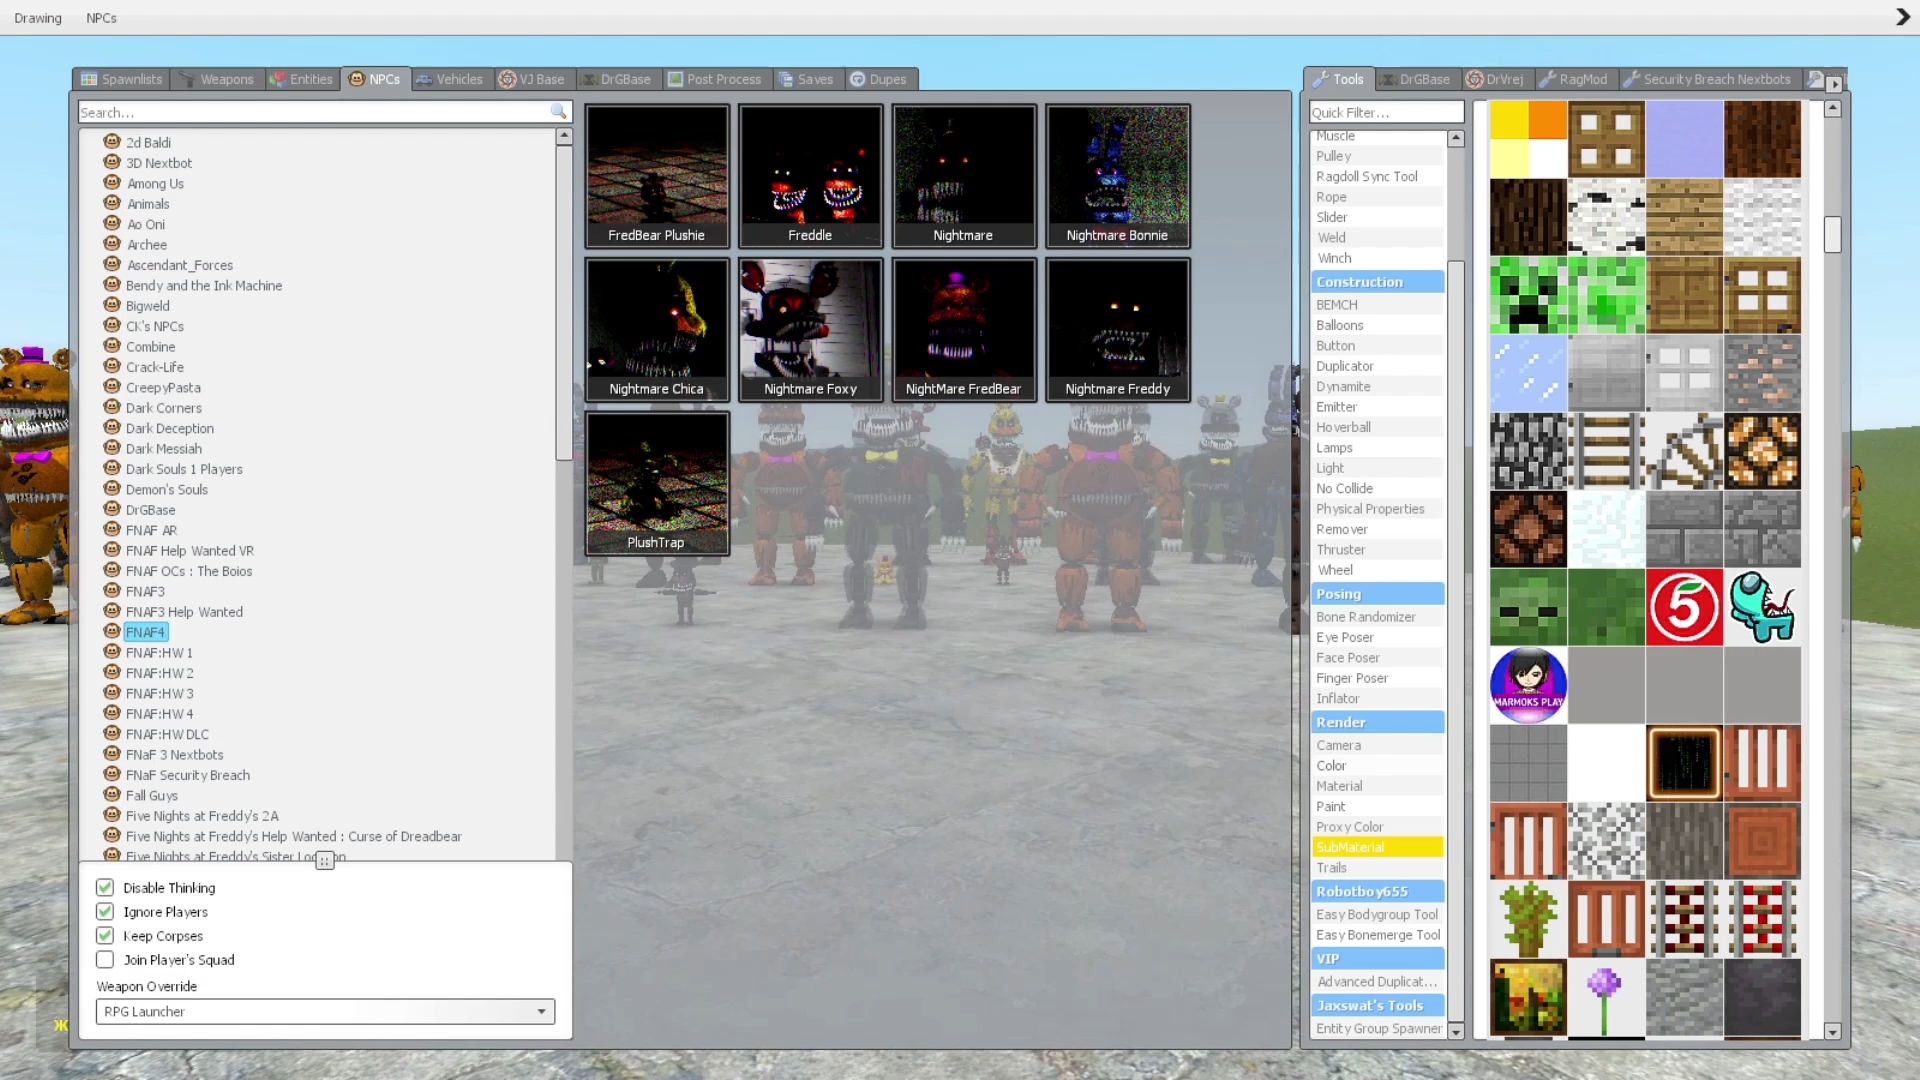 Drawing NPCs
Spawnlists Weapons Entities NPCs Vehicles VJ Base DrGBase Post Process Saves Dupes
Search...
2d Baldi
3D Nextbot
Among Us
Animals
Ao Oni
Archee
Ascendant_Forces
Bendy and the Ink Machine
Bigweld
CK's NPCs
Combine
Crack-Life
CreepyPasta
Dark Corners
Dark Deception
Dark Messiah
Dark Souls 1 Players
Demon's Souls
DrGBase
FNAF AR
FNAF Help Wanted VR
FNAF OCs : The Boios
FNAF3
FNAF3 Help Wanted
FNAF4
FNAF:HW 1
FNAF:HW 2
FNAF:HW 3
FNAF:HW 4
FNAF:HW DLC
FNaF 3 Nextbots
FNaF Security Breach
Fall Guys
Five Nights at Freddy's 2A
Five Nights at Freddy's Help Wanted : Curse of Dreadbear
Five Nights at Freddy's Sister
Disable Thinking
Ignore Players
Keep Corpses
Join Player's Squad
Weapon Override
RPG Launcher
Ж
FredBear Plushie Freddle Nightmare Nightmare Bonnie
Nightmare Chica Nightmare Foxy NightMare FredBear Nightmare Freddy
PlushTrap
Tools DrGBase DrVrej RagMod Security Breach Nextbots
Quick Filter...
Muscle
Pulley
Ragdoll Sync Tool
Rope
Slider
Weld
Winch
Construction
BEMCH
Balloons
Button
Duplicator
Dynamite
Emitter
Hoverball
Lamps
Light
No Collide
Physical Properties
Remover
Thruster
Wheel
Posing
Bone Randomizer
Eye Poser
Face Poser
Finger Poser
Inflator
Render
Camera
Color
Material
Paint
Proxy Color
SubMaterial
Trails
Robotboy655
Easy Bodygroup Tool
Easy Bonemerge Tool
VIP
Advanced Duplicat...
Jaxswat's Tools
Entity Group Spawner
5
MARMOKS PLAY